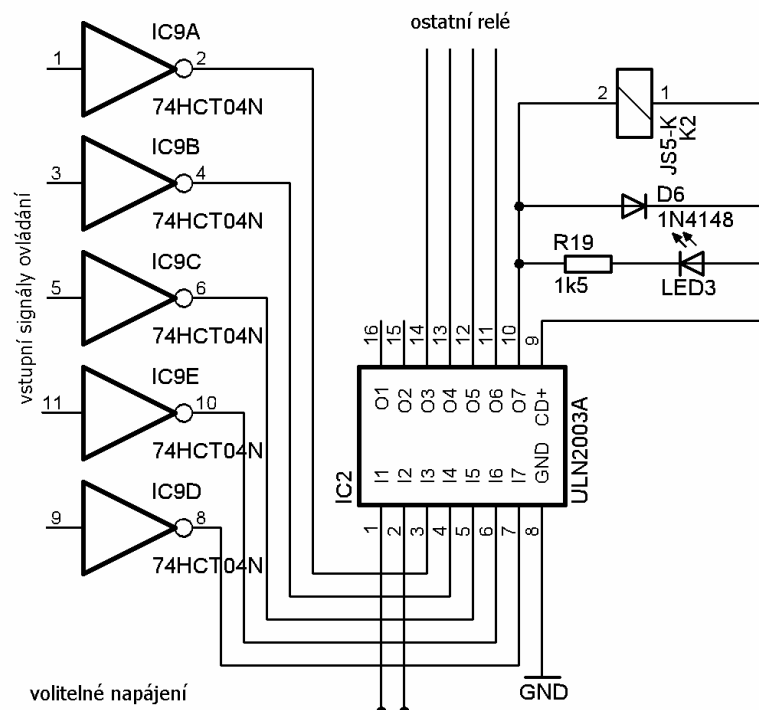 ostatní relé
IC9A
1
2
74HCT04N
IC9B
3
4
74HCT04N
IC9C
5
6
74HCT04N
IC9E
11
10
74HCT04N
IC9D
9
8
74HCT04N
vstupní signály ovládání
2
1
JS5-K
K2
D6
1N4148
R19
1k5
LED3
16
15
14
13
12
11
10
9
O1
O2
O3
O4
O5
O6
O7
CD+
I1
I2
I3
I4
I5
I6
I7
GND
IC2
ULN2003A
1
2
3
4
5
6
7
8
GND
volitelné napájení